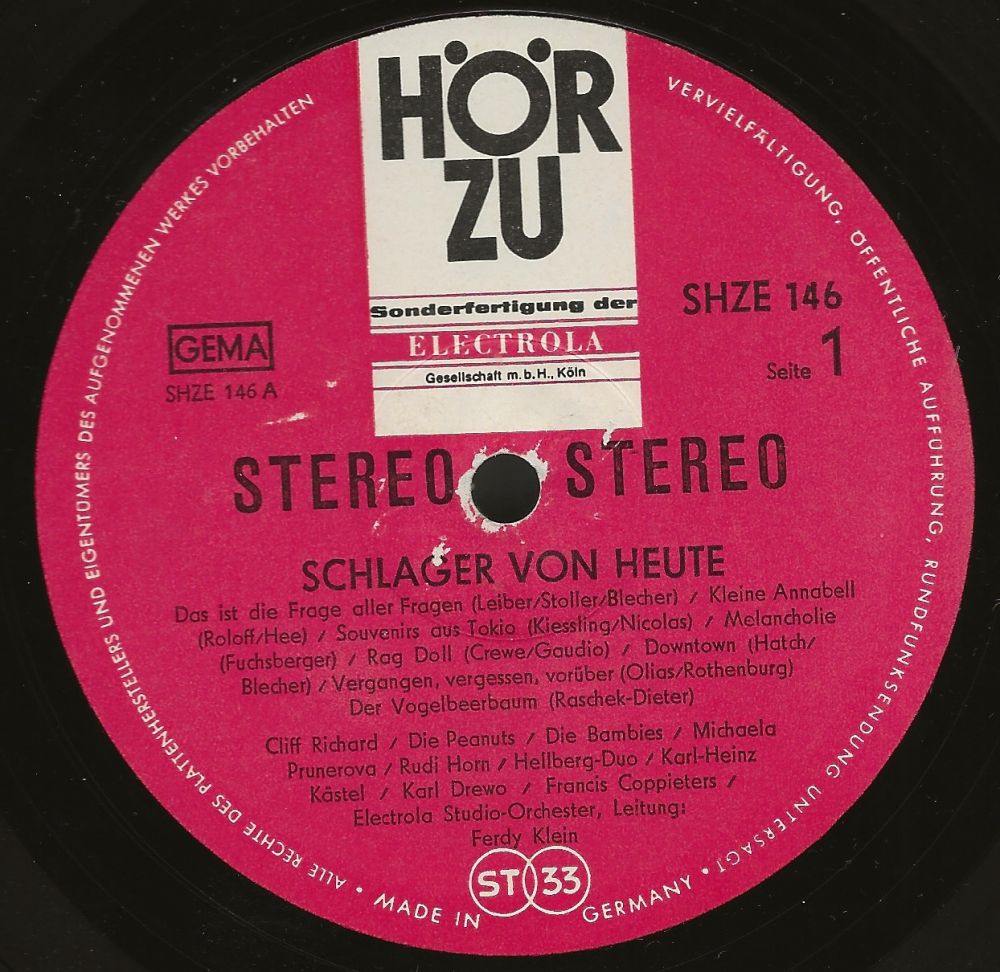 HÖR
ZU
Sonderfertigung der
ELECTROLA
Gesellschaft m.b.H., Köln
GEMA
SHZE 146 A
SHZE 146
Seite 1
STEREO STEREO
SCHLAGER VON HEUTE
Das ist die Frage aller Fragen (Leiber/Stoller/Blecher) / Kleine Annabell
(Roloff/Hee) / Souvenirs aus Tokio (Kiessling/Nicolas) / Melancholie
(Fuchsberger) / Rag Doll (Crewe/Gaudio) / Downtown (Hatch/
Blecher) / Vergangen, vergessen, vorüber (Olias/Rothenburg)
Der Vogelbeerbaum (Raschek-Dieter)
Cliff Richard / Die Peanuts / Die Bambies / Michaela
Prunerova / Rudi Horn / Hellberg-Duo / Karl-Heinz
Kästel / Karl Drewo / Francis Coppieters /
Electrola Studio-Orchester, Leitung:
Ferdy Klein
ST 33
ALLE RECHTE DES PLATTENHERSTELLERS UND EIGENTÜMERS DES AUFGENOMMENEN WERKES VORBEHALTEN
VERVIELFÄLTIGUNG, ÖFFENTLICHE AUFFÜHRUNG, RUNDFUNKSENDUNG UNTERSAGT •
• MADE IN GERMANY